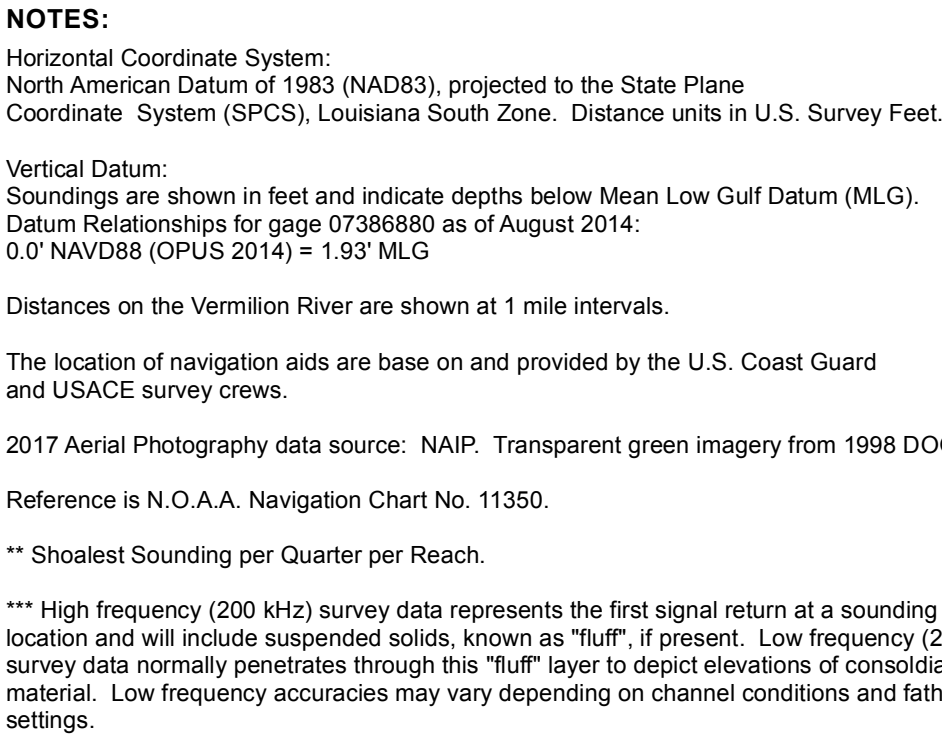 NOTES:
Horizontal Coordinate System:
North American Datum of 1983 (NAD83), projected to the State Plane
Coordinate  System (SPCS), Louisiana South Zone.  Distance units in U.S. Survey Feet.
Vertical Datum:
Soundings are shown in feet and indicate depths below Mean Low Gulf Datum (MLG).
Datum Relationships for gage 07386880 as of August 2014:
0.0' NAVD88 (OPUS 2014) = 1.93' MLG
Distances on the Vermilion River are shown at 1 mile intervals.
The location of navigation aids are base on and provided by the U.S. Coast Guard
and USACE survey crews.
2017 Aerial Photography data source:  NAIP.  Transparent green imagery from 1998
Reference is N.O.A.A. Navigation Chart No. 11350.
** Shoalest Sounding per Quarter per Reach.
*** High frequency (200 kHz) survey data represents the first signal return at a sounding
location and will include suspended solids, known as "fluff", if present.  Low frequency
survey data normally penetrates through this "fluff" layer to depict elevations of
material.  Low frequency accuracies may vary depending on channel conditions and
settings.